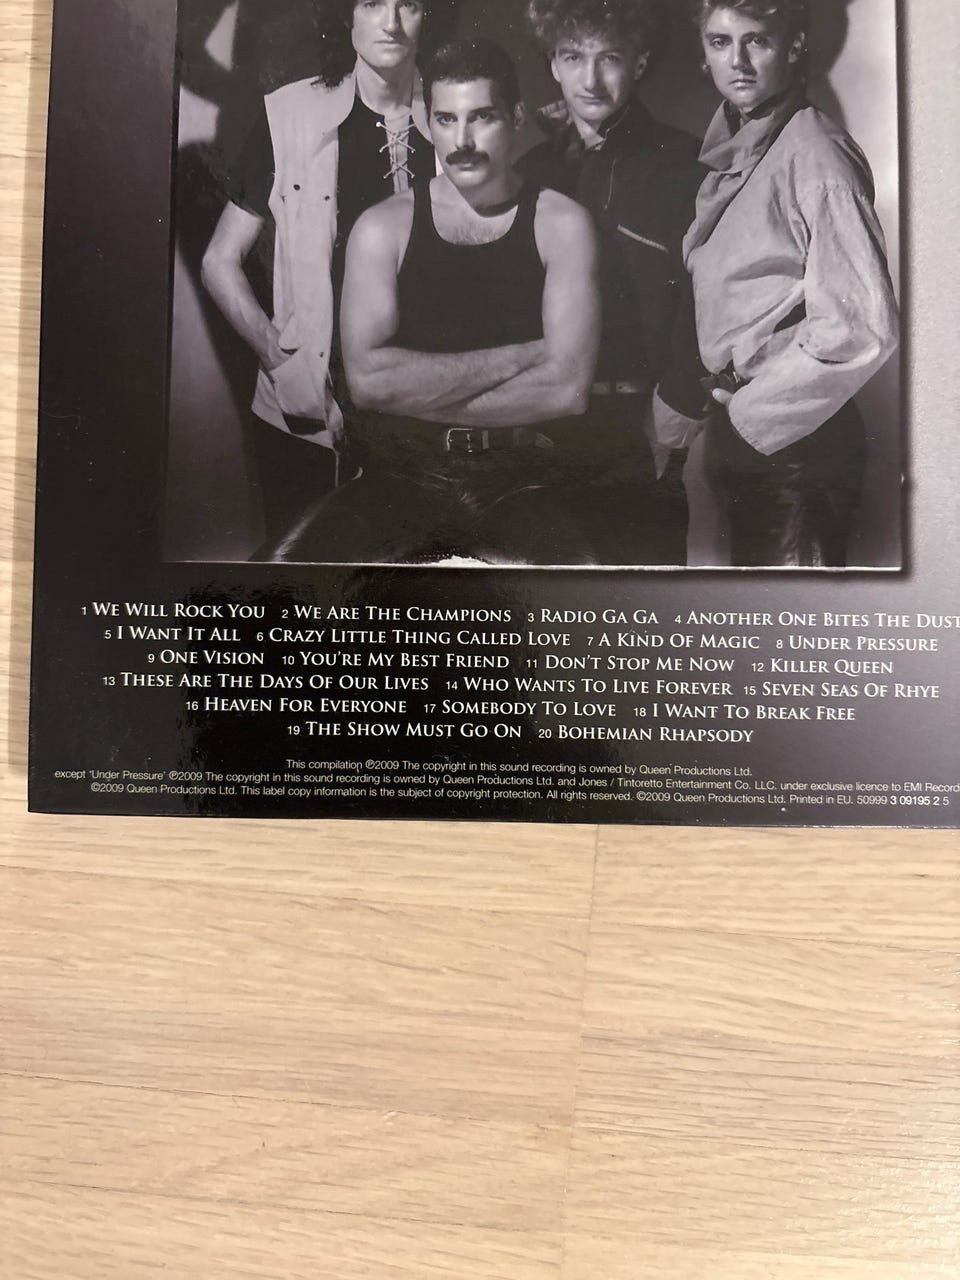 1 WE WILL ROCK YOU 2 WE ARE THE CHAMPIONS 3 RADIO GA GA 4 ANOTHER ONE BITES THE DUST
5 I WANT IT ALL 6 CRAZY LITTLE THING CALLED LOVE 7 A KIND OF MAGIC 8 UNDER PRESSURE
9 ONE VISION 10 YOU'RE MY BEST FRIEND 11 DON'T STOP ME NOW 12 KILLER QUEEN
13 THESE ARE THE DAYS OF OUR LIVES 14 WHO WANTS TO LIVE FOREVER 15 SEVEN SEAS OF RHYE
16 HEAVEN FOR EVERYONE 17 SOMEBODY TO LOVE 18 I WANT TO BREAK FREE
19 THE SHOW MUST GO ON 20 BOHEMIAN RHAPSODY
This compilation ℗2009 The copyright in this sound recording is owned by Queen Productions Ltd.
except 'Under Pressure' ℗2009 The copyright in this sound recording is owned by Queen Productions Ltd. and Jones / Tintoretto Entertainment Co. LLC. under exclusive licence to EMI Record
©2009 Queen Productions Ltd. This label copy information is the subject of copyright protection. All rights reserved. ©2009 Queen Productions Ltd. Printed in EU. 50999 3 09195 2 5